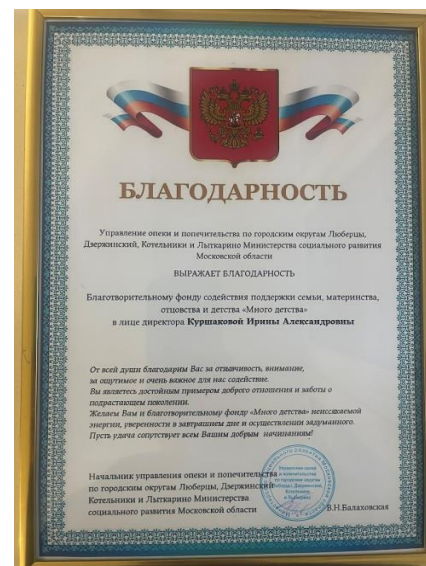 БЛАГОДАРНОСТЬ
Управление опеки и попечительства по городским округам Люберцы,
Дзержинский, Котельники и Лыткарино Министерства социального развития
Московской области
ВЫРАЖАЕТ БЛАГОДАРНОСТЬ
Благотворительному фонду содействия поддержки семьи, материнства,
отцовства и детства «Много детства»
в лице директора Куршаковой Ирины Александровны
От всей души благодарим Вас за отзывчивость, внимание,
за ощутимое и очень важное для нас содействие.
Вы являетесь достойным примером доброго отношения и заботы о
подрастающем поколении.
Желаем Вам и благотворительному фонду «Много детства» неиссякаемой
энергии, уверенности в завтрашнем дне и осуществлении задуманного.
Пусть удача сопутствует всем Вашим добрым начинаниям!
Начальник управления опеки и попечительства
по городским округам Люберцы, Дзержинский
Котельники и Лыткарино Министерства
социального развития Московской области
В.Н.Балаховская